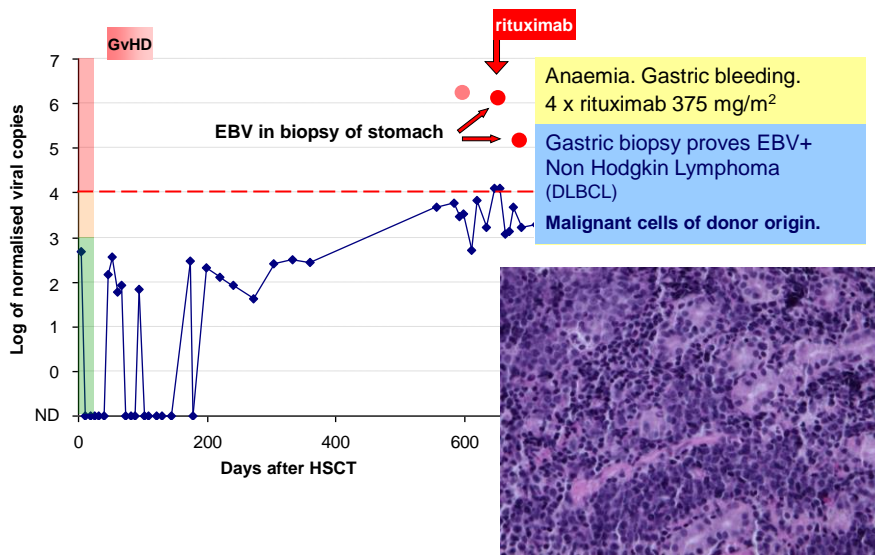 rituximab
GvHD
7
6
5
4
3
2
1
0
ND
Log of normalised viral copies
EBV in biopsy of stomach
Anaemia. Gastric bleeding.
4 x rituximab 375 mg/m²
Gastric biopsy proves EBV+
Non Hodgkin Lymphoma
(DLBCL)
Malignant cells of donor origin.
0
200
400
600
Days after HSCT